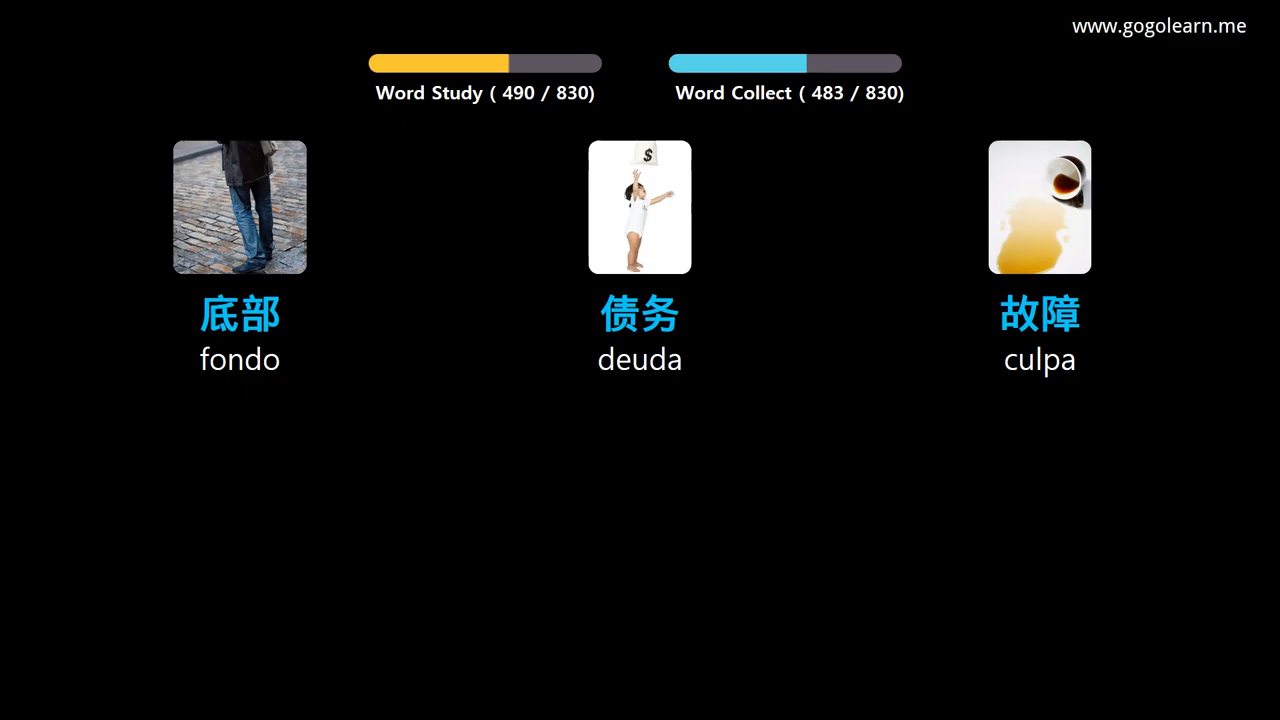 www.gogolearn.me
Word Study ( 490 / 830)
Word Collect ( 483 / 830)
$
底部
债务
故障
fondo
deuda
culpa